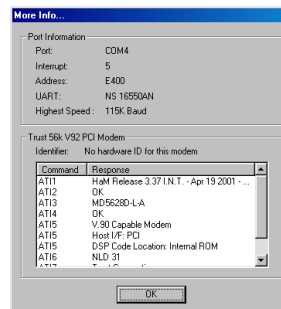 More Info...
Port Information
Port: COM4
Interrupt: 5
Address: E400
UART: NS 16550AN
Highest Speed : 115K Baud
Trust 56k V92 PCI Modem
Identifier: No hardware ID for this modem
Command Response
ATI1 HaM Release 3.37 I.N.T. - Apr 19 2001 - ...
ATI2 OK
ATI3 MD5628D-L-A
ATI4 OK
ATI5 V.90 Capable Modem
ATI5 Host I/F: PCI
ATI5 DSP Code Location: Internal ROM
ATI6 NLD 31
OK